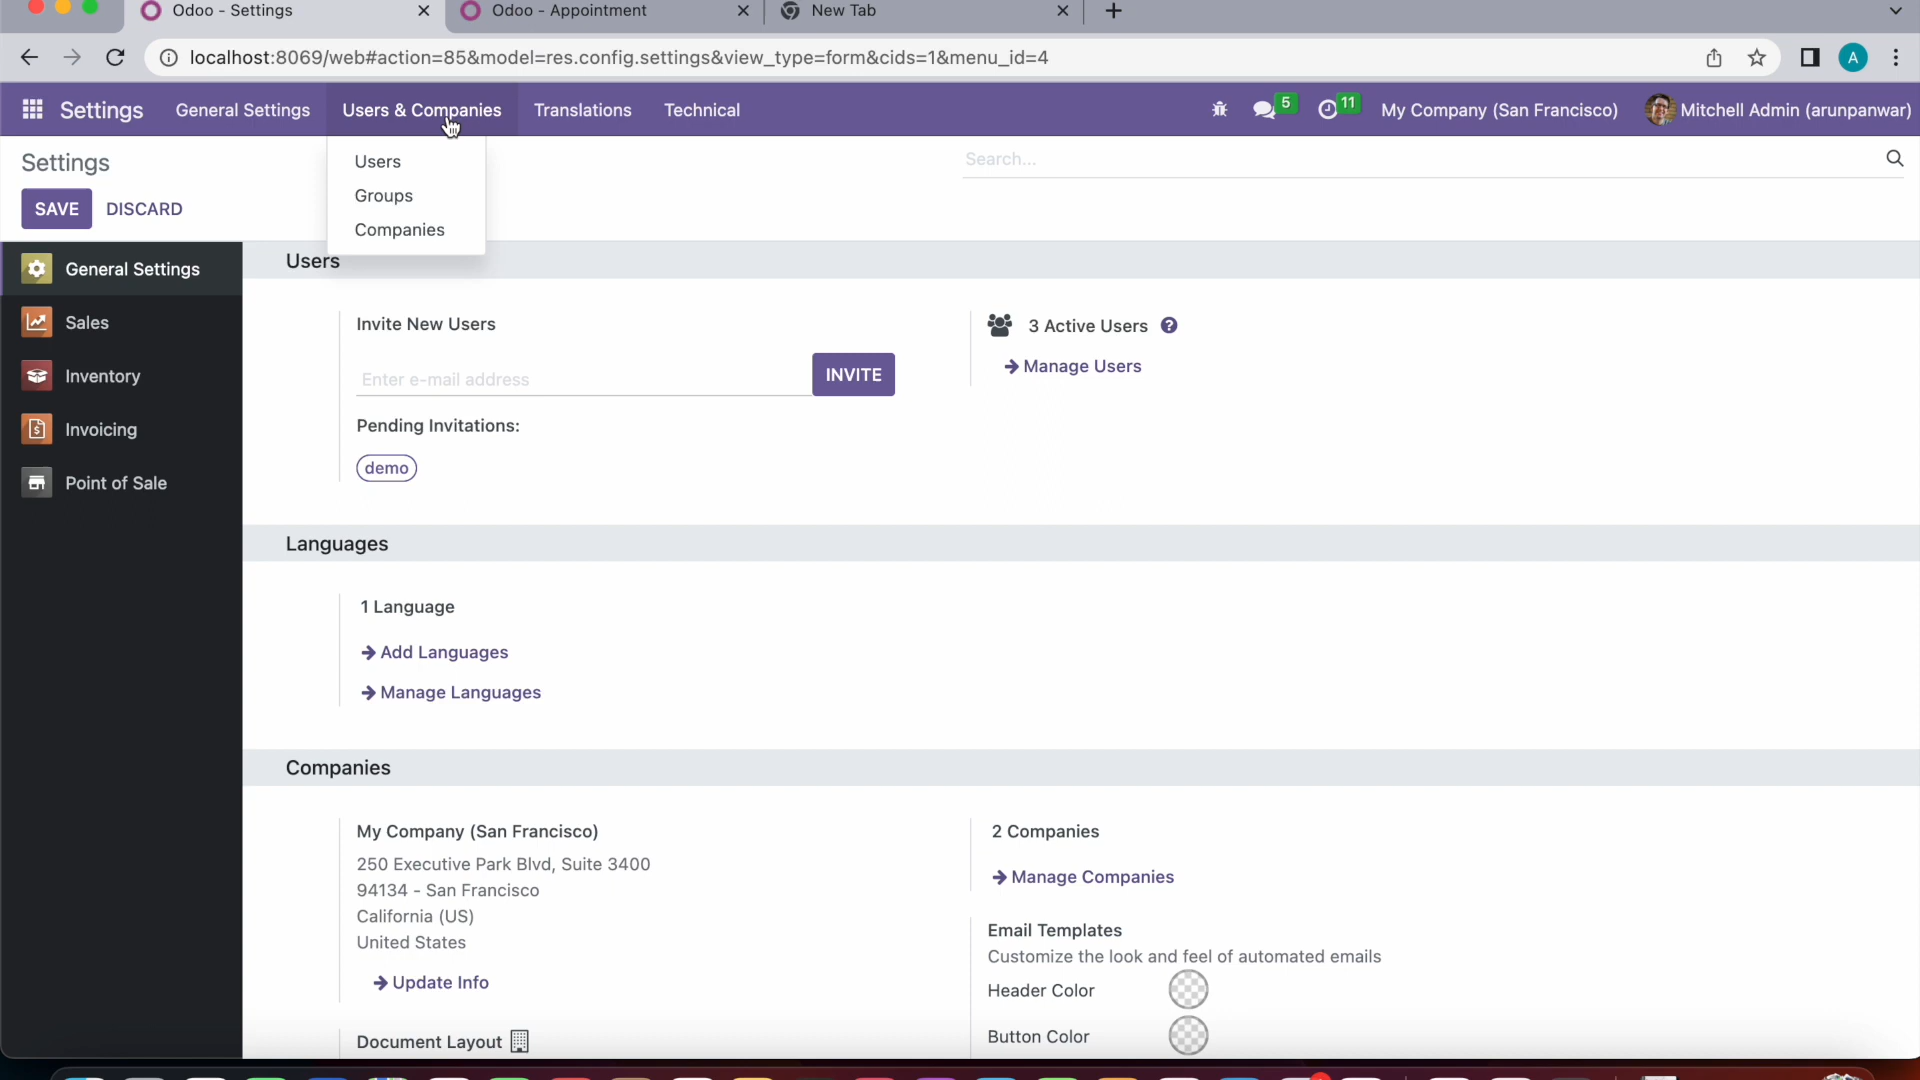 Odoo - Settings
Odoo - Appointment
New Tab
localhost:8069/web#action=85&model=res.config.settings&view_type=form&cids=1&menu_id=4
A
Settings
General Settings
Users & Companies
Translations
Technical
5
11
My Company (San Francisco)
Mitchell Admin (arunpanwar)
Settings
Search...
SAVE
DISCARD
Users
Groups
Companies
General Settings
Sales
Inventory
Invoicing
Point of Sale
Users
Invite New Users
Enter e-mail address
INVITE
Pending Invitations:
demo
3 Active Users
Manage Users
Languages
1 Language
Add Languages
Manage Languages
Companies
My Company (San Francisco)
250 Executive Park Blvd, Suite 3400
94134 - San Francisco
California (US)
United States
Update Info
Document Layout
2 Companies
Manage Companies
Email Templates
Customize the look and feel of automated emails
Header Color
Button Color